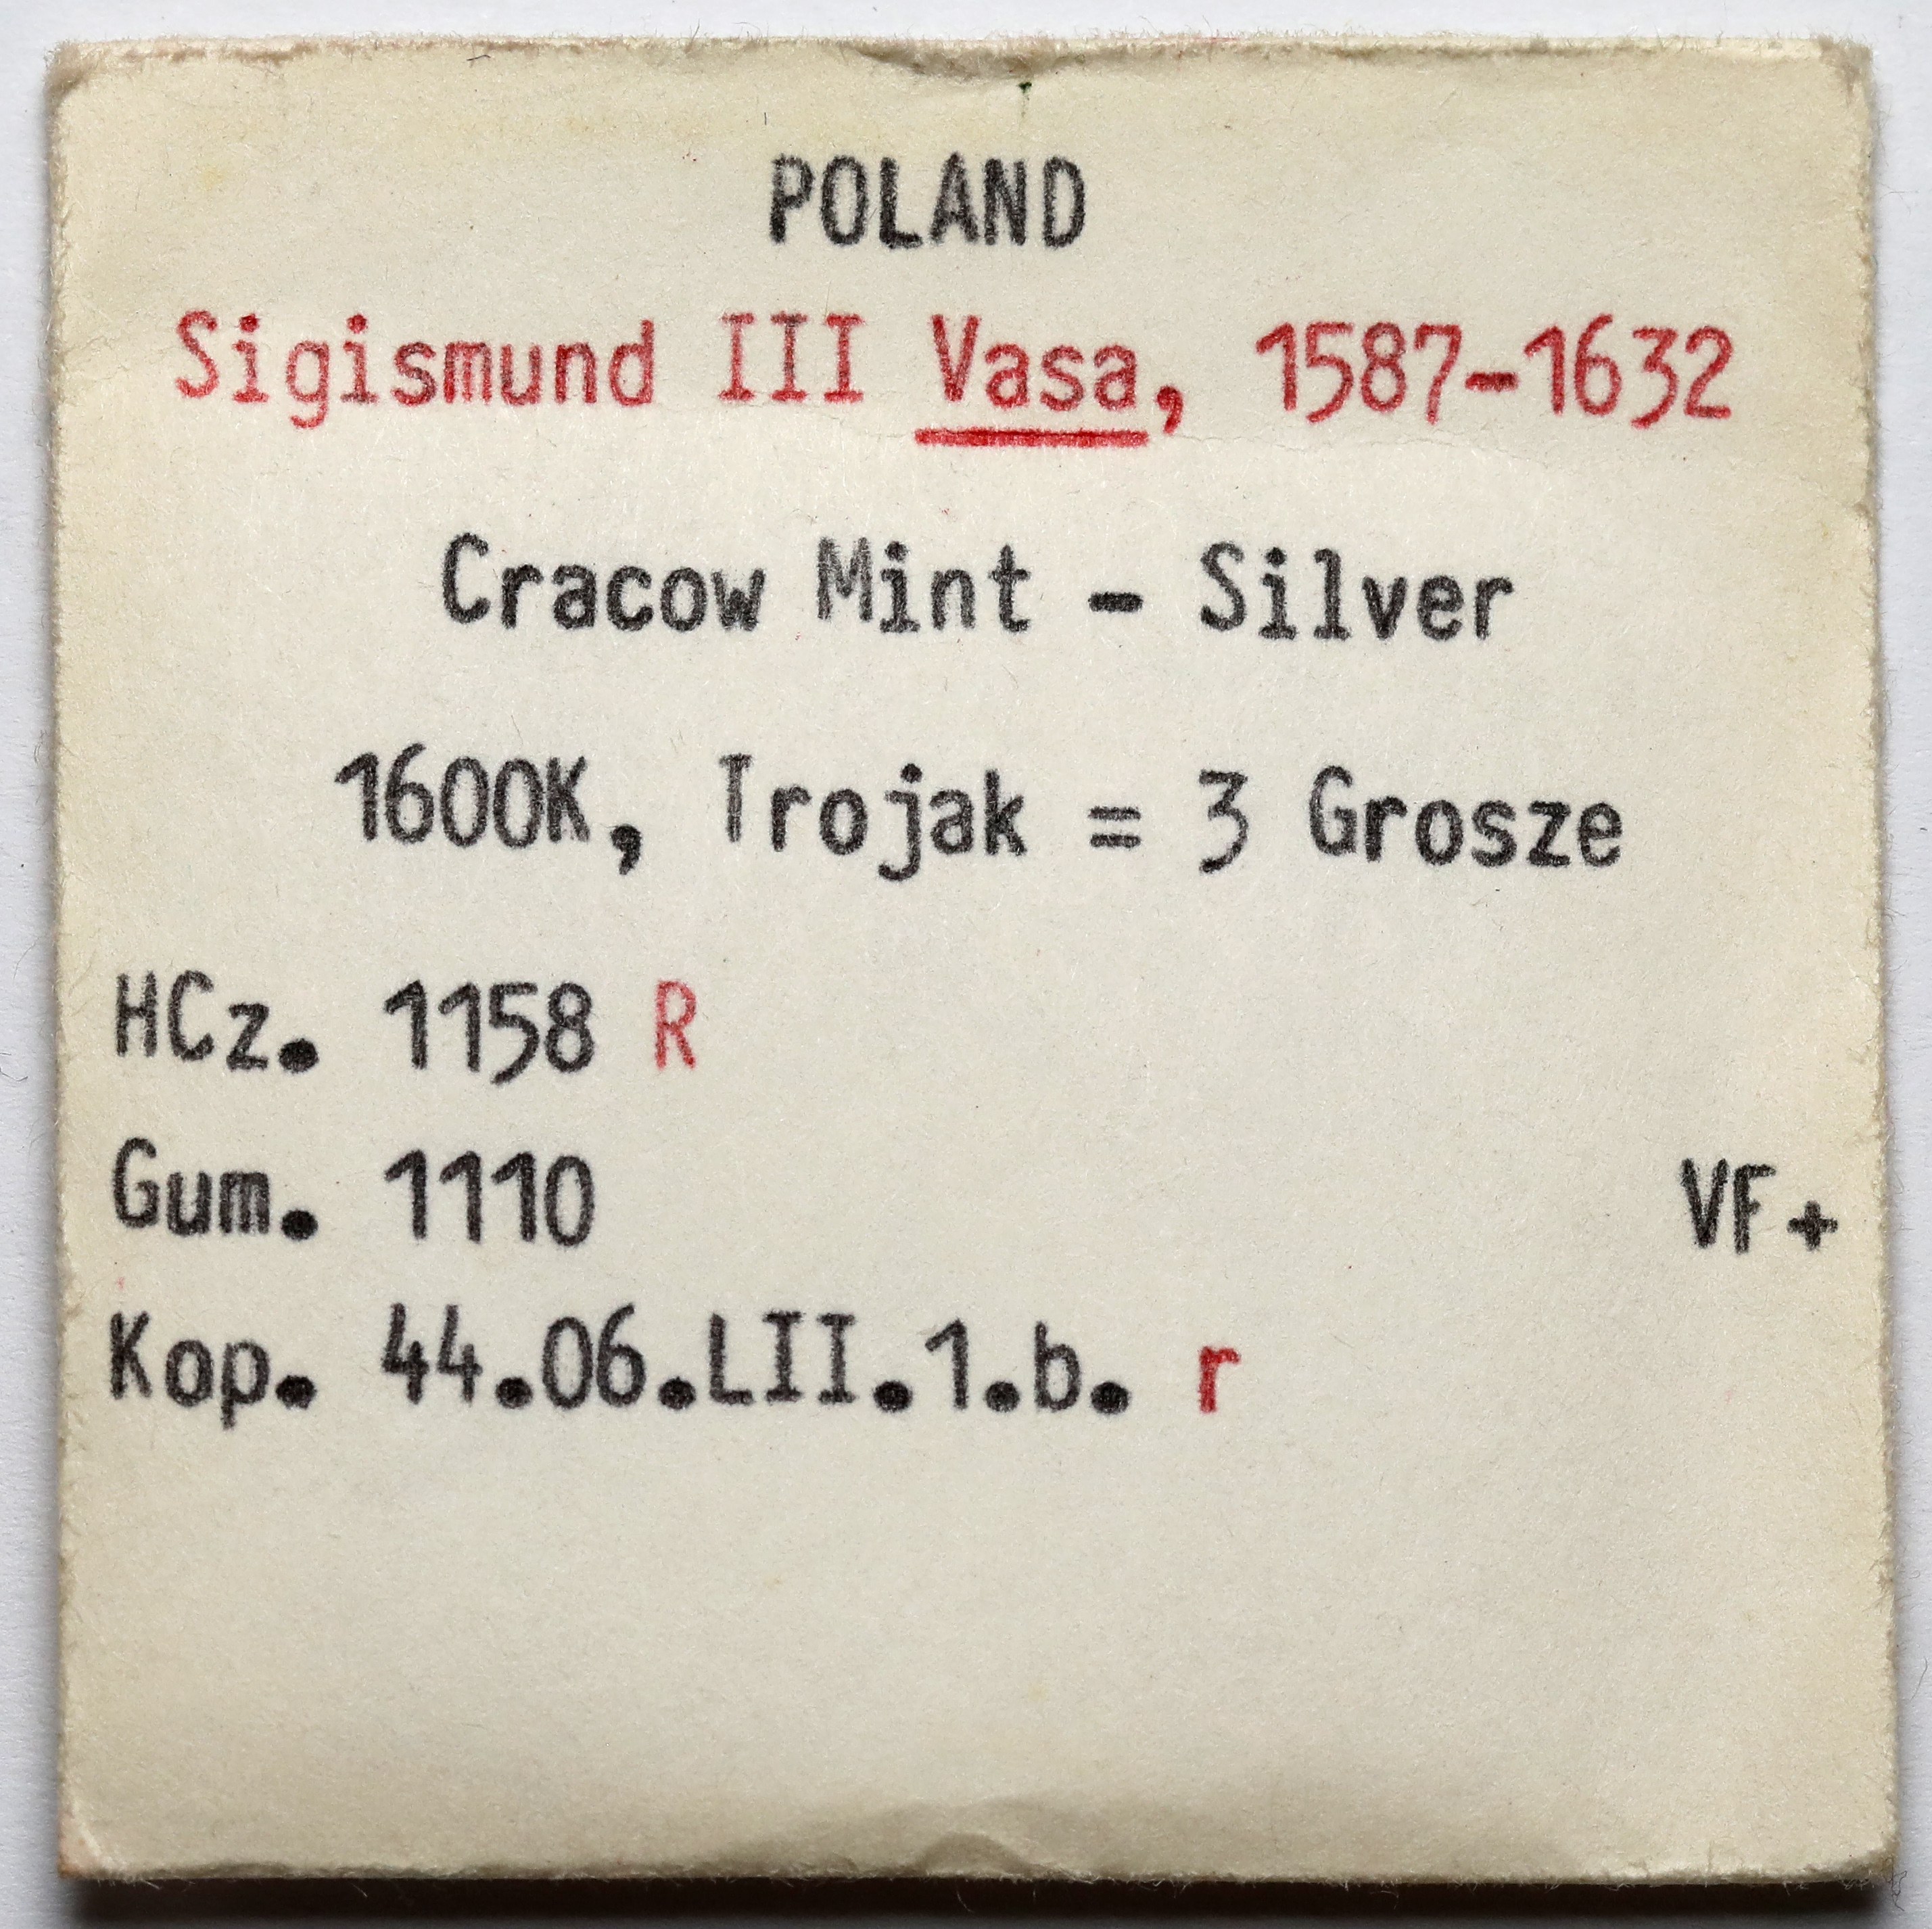 POLAND
Sigismund III Vasa, 1587-1632
Cracow Mint - Silver
1600K, Trojak = 3 Grosze
HCz. 1158 R
Gum. 1110 VF+
Kop. 44.06.LII.1.b. r